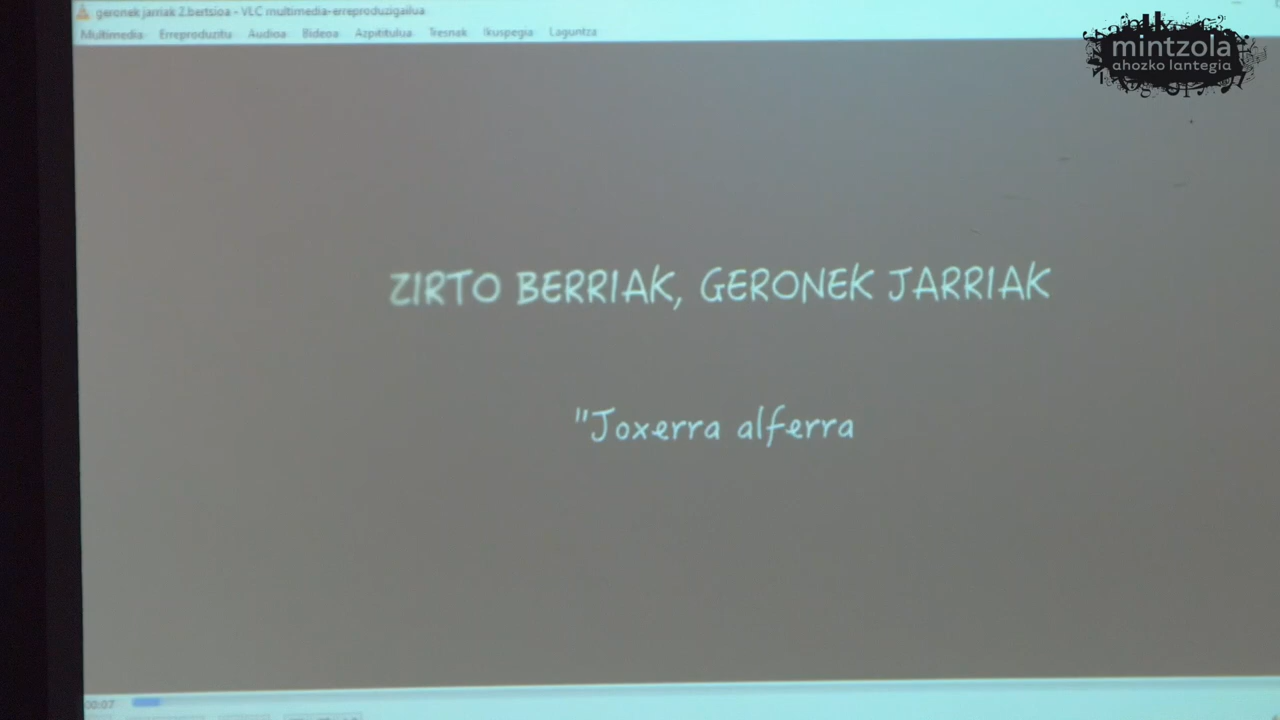 geronek jarriak 2.bertsioa - VLC multimedia-erreproduzigailua
Multimedia Erreproduzitu Audioa Bideoa Azpititulua Tresnak Ikuspegia Laguntza
mintzola
ahozko lantegia
ZIRTO BERRIAK, GERONEK JARRIAK
"Joxerra alferra
00:07